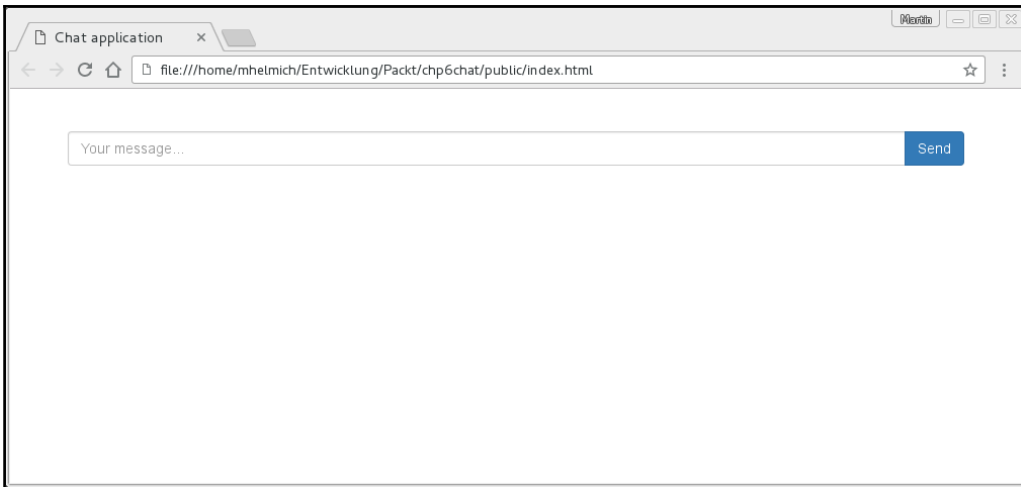 Martin
Chat application
file:///home/mhelmich/Entwicklung/Packt/chp6chat/public/index.html
Your message...
Send